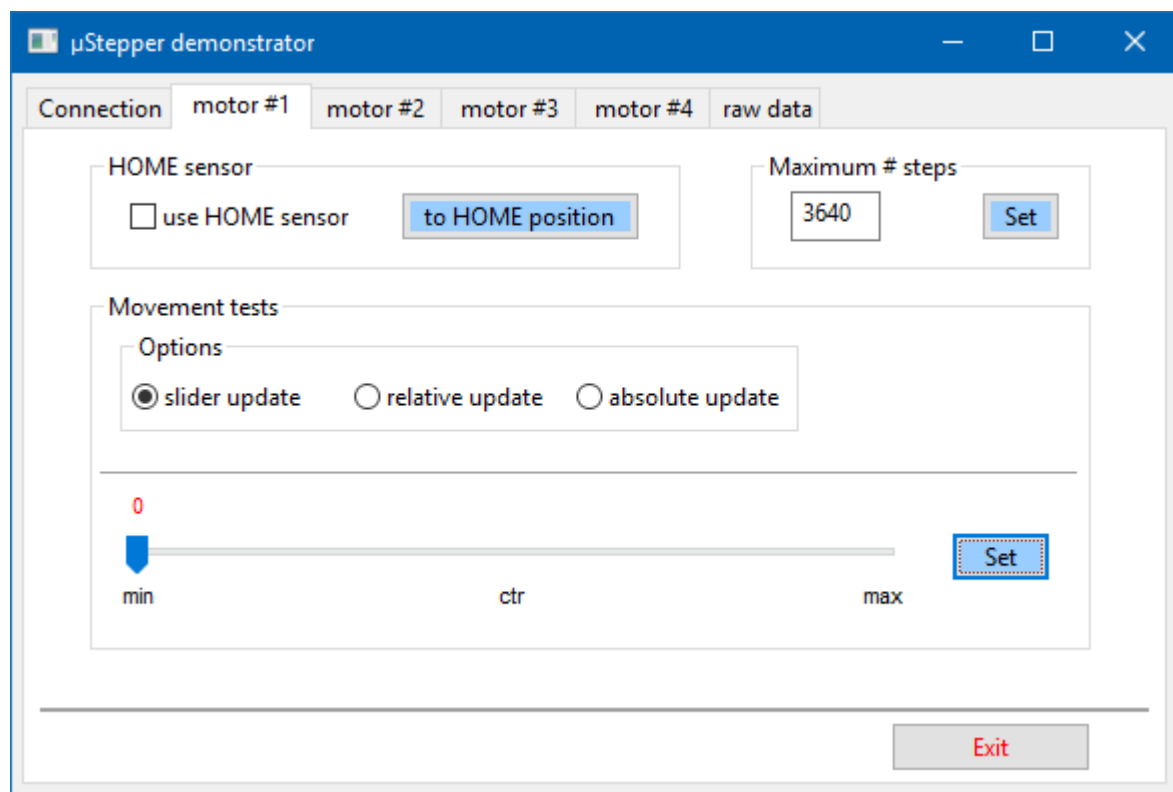 µStepper demonstrator
Connection motor #1 motor #2 motor #3 motor #4 raw data
HOME sensor Maximum # steps
use HOME sensor to HOME position 3640 Set
Movement tests
Options
slider update relative update absolute update
0
Set
min ctr max
Exit